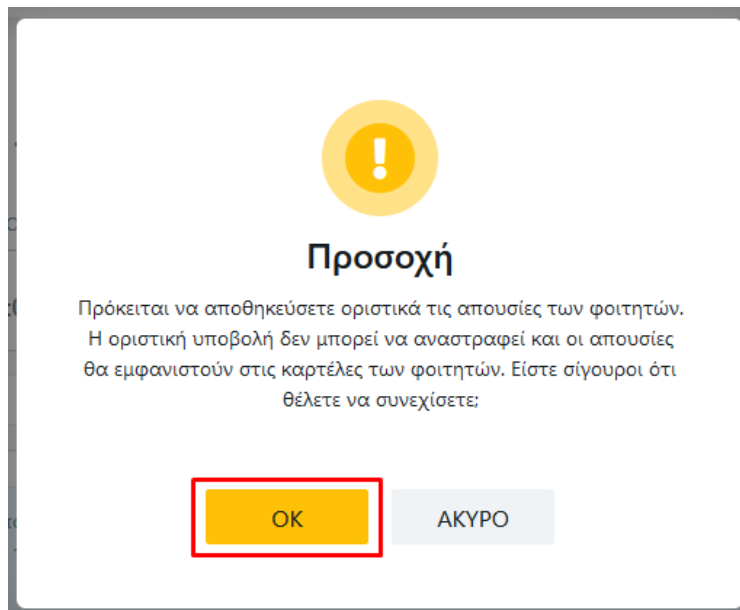 Προσοχή
Πρόκειται να αποθηκεύσετε οριστικά τις απουσίες των φοιτητών.
Η οριστική υποβολή δεν μπορεί να αναστραφεί και οι απουσίες
θα εμφανιστούν στις καρτέλες των φοιτητών. Είστε σίγουροι ότι
θέλετε να συνεχίσετε;
ΟΚ ΑΚΥΡΟ